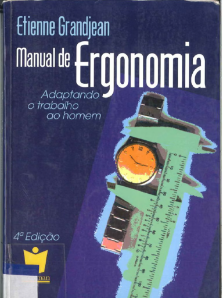 Etienne Grandjean
Manual de Ergonomia
Adaptando
o trabalho
ao homem
4ª Edição